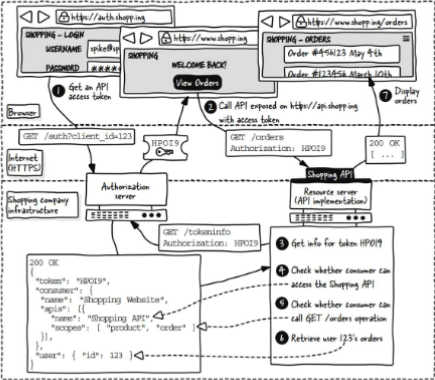 https://auth.shopp.ing
SHOPPING - LOGIN
USERNAME spike@sp
PASSWORD
https://www.shopp.ing
SHOPPING
WELCOME BACK!
View Orders
https://www.shopp.ing/orders
SHOPPING - ORDERS
Order #456123 May 4th
Order #123456 March 10th
1 Get an API
access token
2 Call API exposed on https://api.shopp.ing
with access token
7 Display
orders
Browser
GET /auth?client_id=123
HPOI9
GET /orders
Authorization: HPOI9
200 OK
[ ... ]
Internet
(HTTPS)
Shopping API
Authorization
server
Resource server
(API implementation)
Shopping company
infrastructure
GET /tokeninfo
Authorization: HPOI9
200 OK
{
"token": "HPOI9",
"consumer": {
"name": "Shopping Website",
"apis": [{
"name": "Shopping API",
"scopes": { "product", "order" }
}],
},
"user": { "id": 123 }
3 Get info for token HPOI9
4 Check whether consumer can
access the Shopping API
5 Check whether consumer can
call GET /orders operation
6 Retrieve user 123's orders